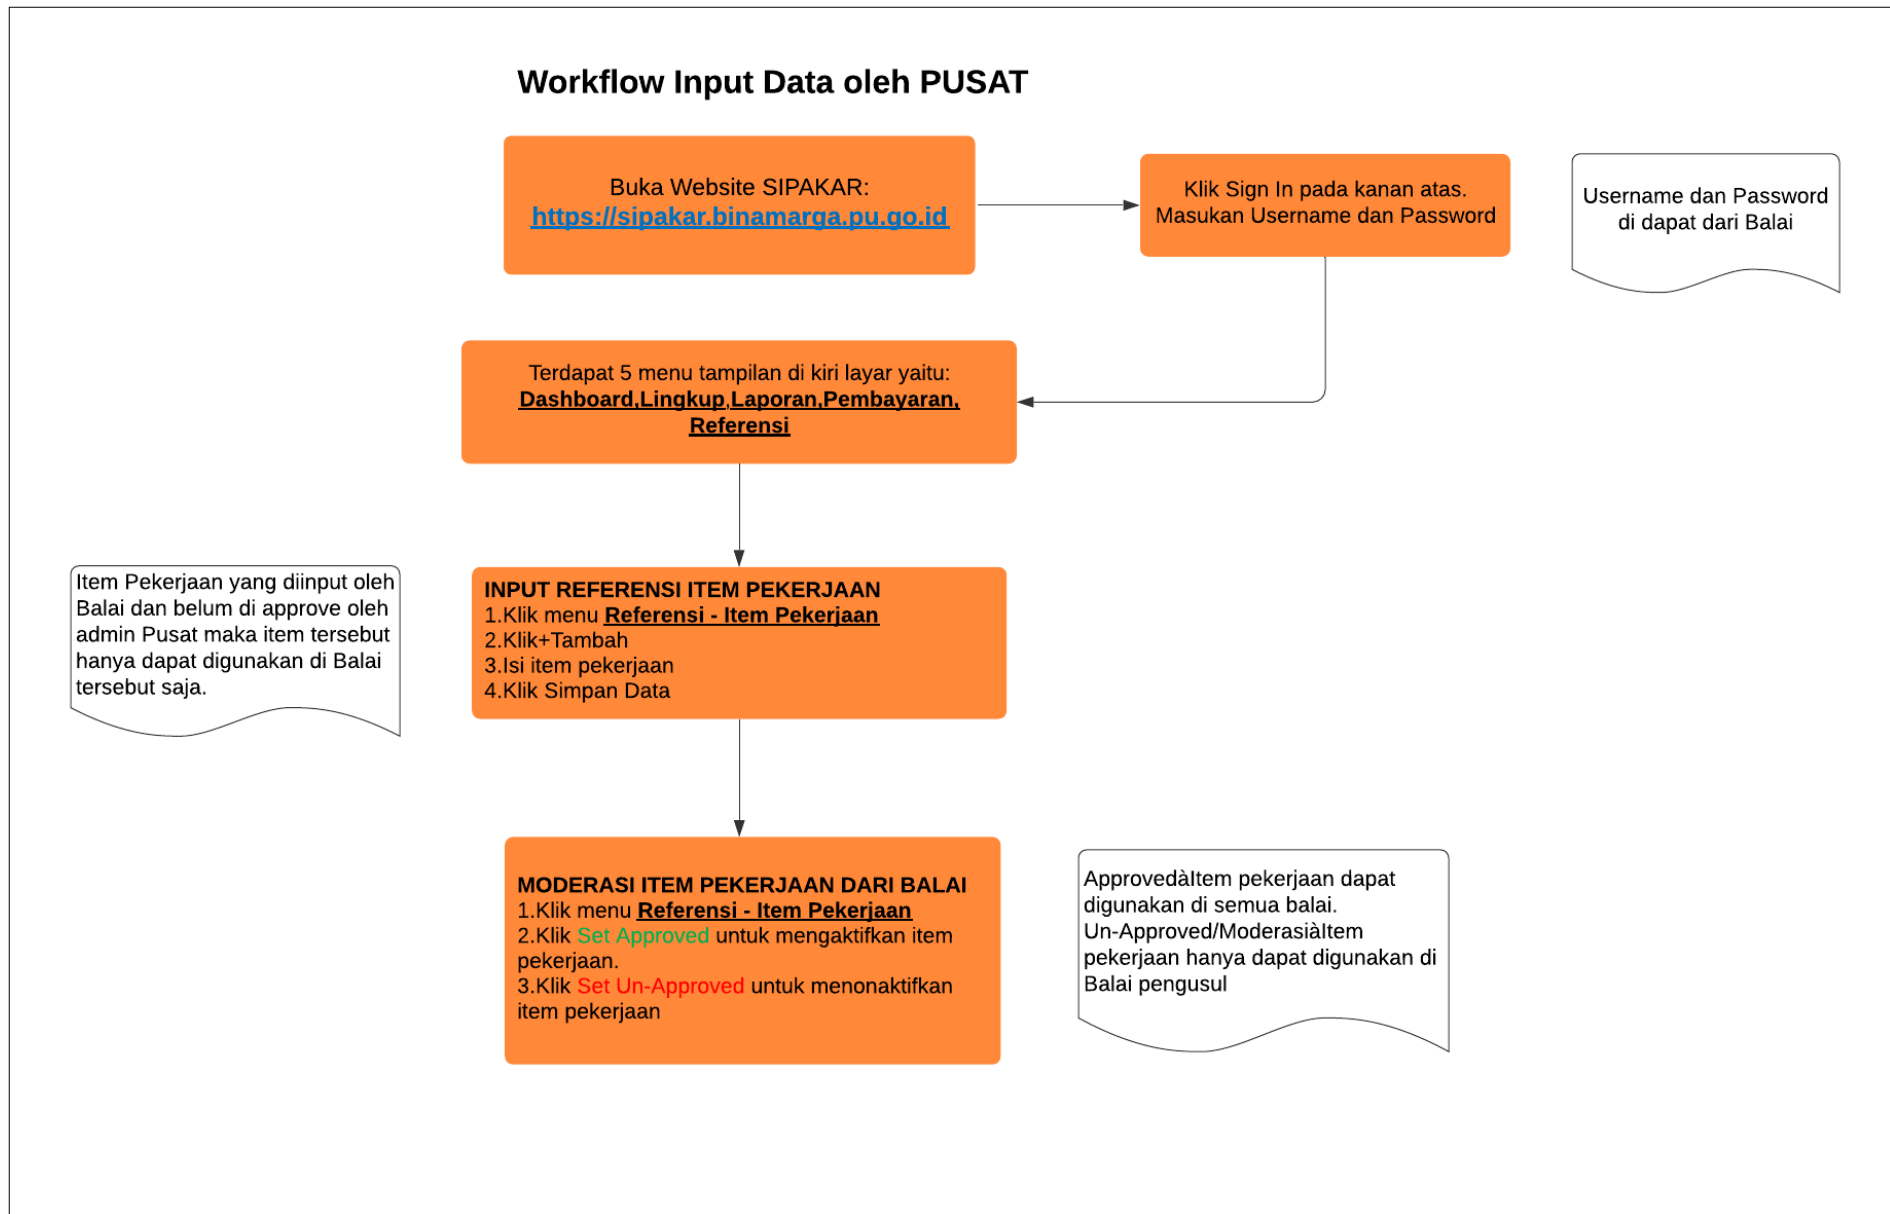 Workflow Input Data oleh PUSAT
Buka Website SIPAKAR:
https://sipakar.binamarga.pu.go.id
Klik Sign In pada kanan atas.
Masukan Username dan Password
Username dan Password
di dapat dari Balai
Terdapat 5 menu tampilan di kiri layar yaitu:
Dashboard,Lingkup,Laporan,Pembayaran,
Referensi
Item Pekerjaan yang diinput oleh
Balai dan belum di approve oleh
admin Pusat maka item tersebut
hanya dapat digunakan di Balai
tersebut saja.
INPUT REFERENSI ITEM PEKERJAAN
1.Klik menu Referensi - Item Pekerjaan
2.Klik+Tambah
3.Isi item pekerjaan
4.Klik Simpan Data
MODERASI ITEM PEKERJAAN DARI BALAI
1.Klik menu Referensi - Item Pekerjaan
2.Klik Set Approved untuk mengaktifkan item
pekerjaan.
3.Klik Set Un-Approved untuk menonaktifkan
item pekerjaan
ApprovedàItem pekerjaan dapat
digunakan di semua balai.
Un-Approved/ModerasiàItem
pekerjaan hanya dapat digunakan di
Balai pengusul